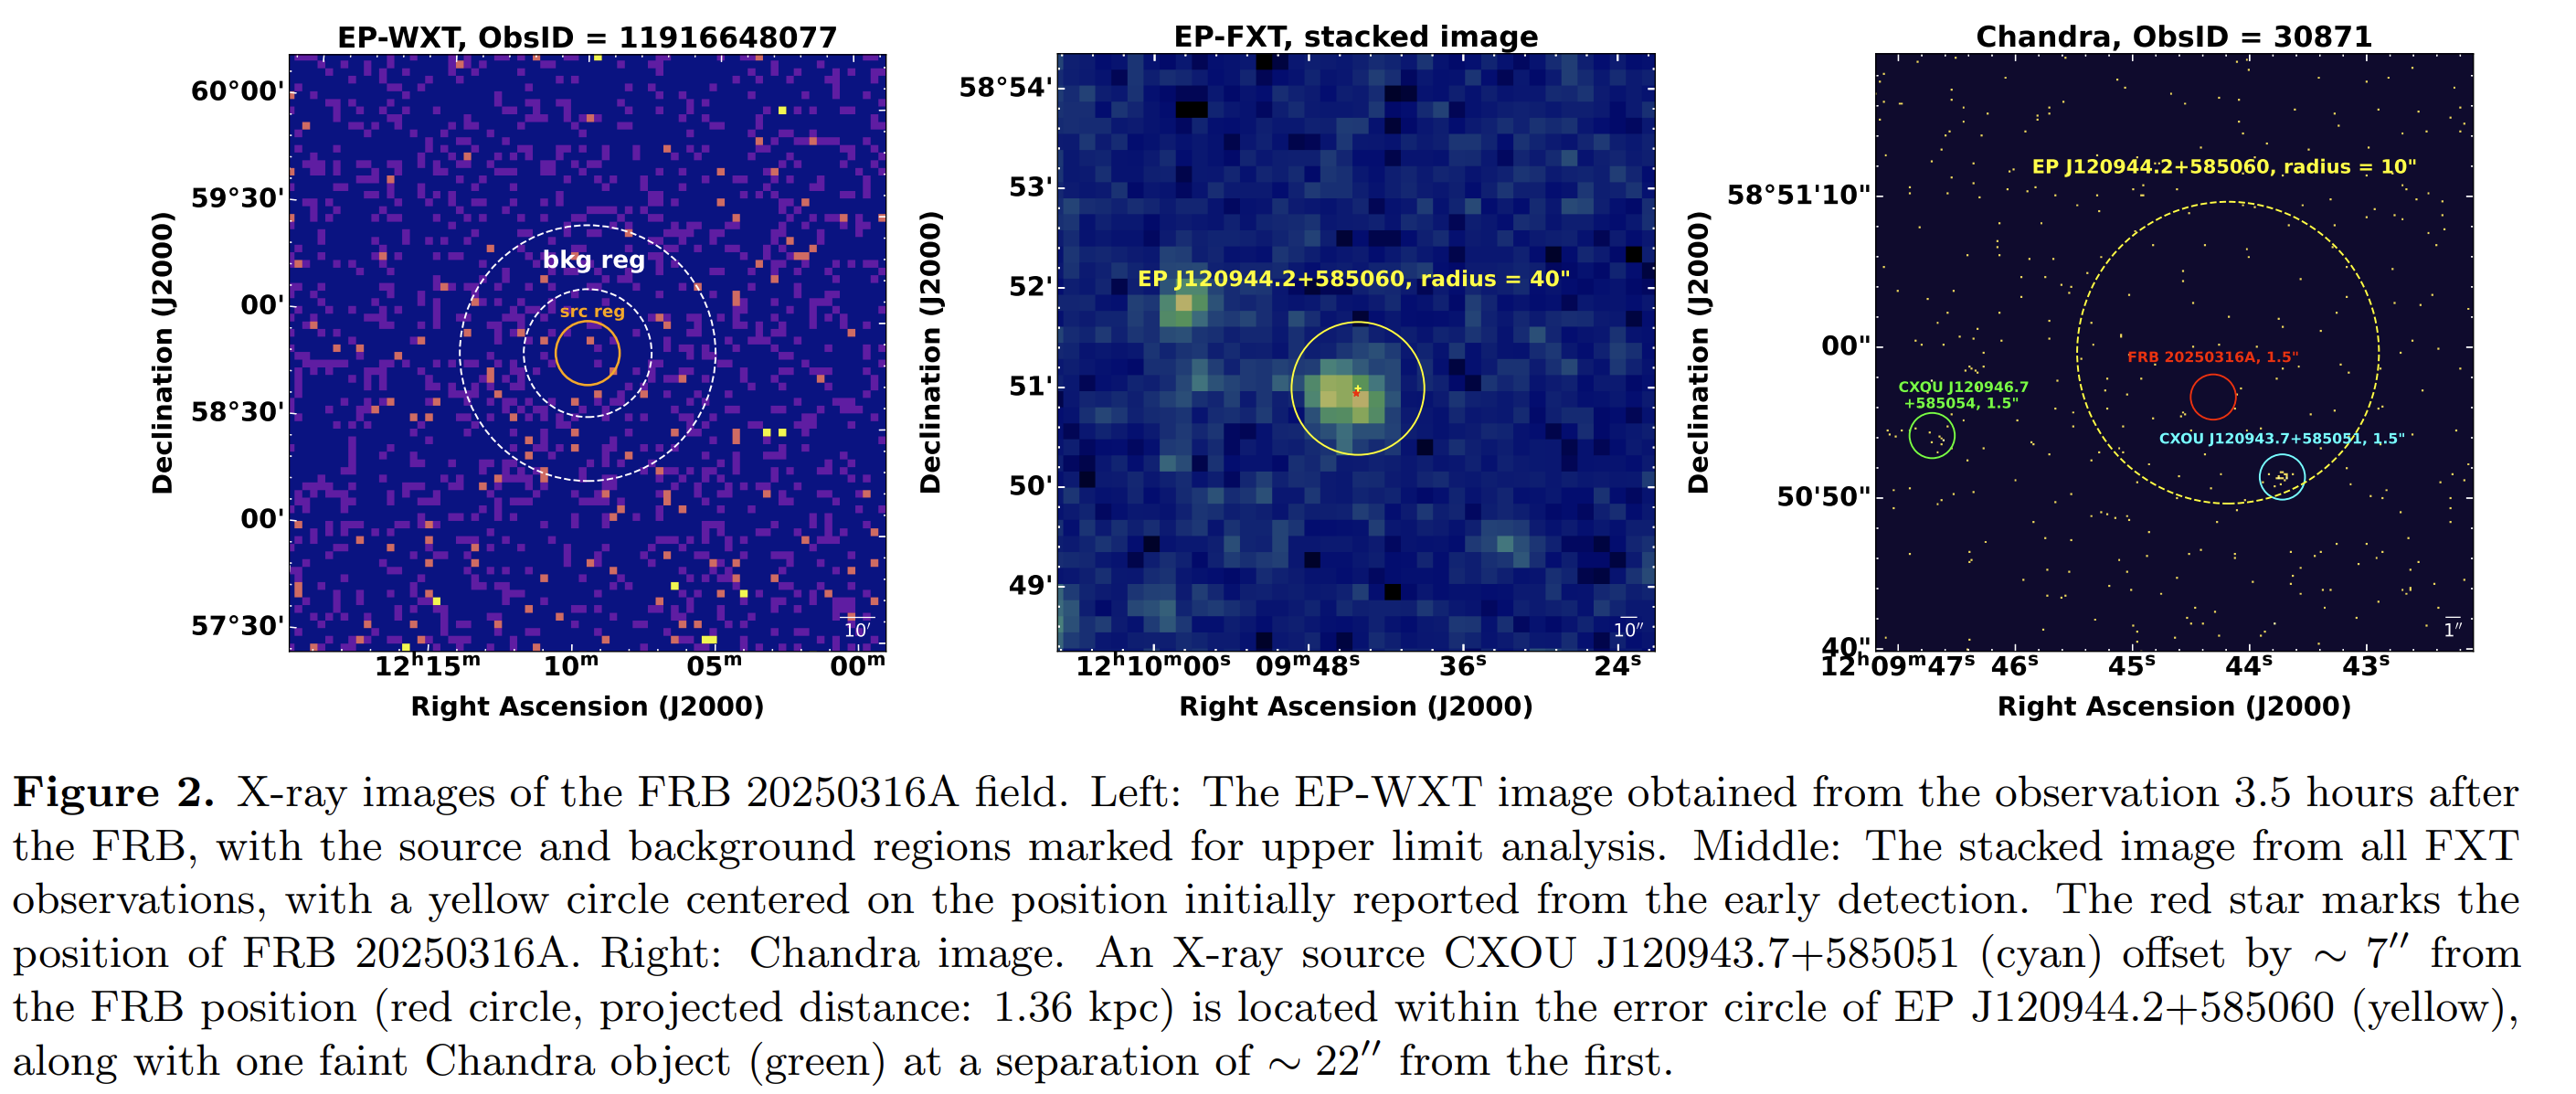 EP-WXT, ObsID = 11916648077
60°00'
59°30'
00'
58°30'
00'
57°30'
Declination (J2000)
bkg reg
src reg
10′
12ʰ15ᵐ 10ᵐ 05ᵐ 00ᵐ
Right Ascension (J2000)
EP-FXT, stacked image
58°54'
53'
52'
51'
50'
49'
Declination (J2000)
EP J120944.2+585060, radius = 40"
10″
12ʰ10ᵐ00ˢ 09ᵐ48ˢ 36ˢ 24ˢ
Right Ascension (J2000)
Chandra, ObsID = 30871
58°51'10"
00"
50'50"
40"
Declination (J2000)
EP J120944.2+585060, radius = 10"
FRB 20250316A, 1.5"
CXOU J120946.7
+585054, 1.5"
CXOU J120943.7+585051, 1.5"
1″
12ʰ09ᵐ47ˢ 46ˢ 45ˢ 44ˢ 43ˢ
Right Ascension (J2000)
Figure 2. X-ray images of the FRB 20250316A field. Left: The EP-WXT image obtained from the observation 3.5 hours after
the FRB, with the source and background regions marked for upper limit analysis. Middle: The stacked image from all FXT
observations, with a yellow circle centered on the position initially reported from the early detection. The red star marks the
position of FRB 20250316A. Right: Chandra image. An X-ray source CXOU J120943.7+585051 (cyan) offset by ∼ 7″ from
the FRB position (red circle, projected distance: 1.36 kpc) is located within the error circle of EP J120944.2+585060 (yellow),
along with one faint Chandra object (green) at a separation of ∼ 22″ from the first.